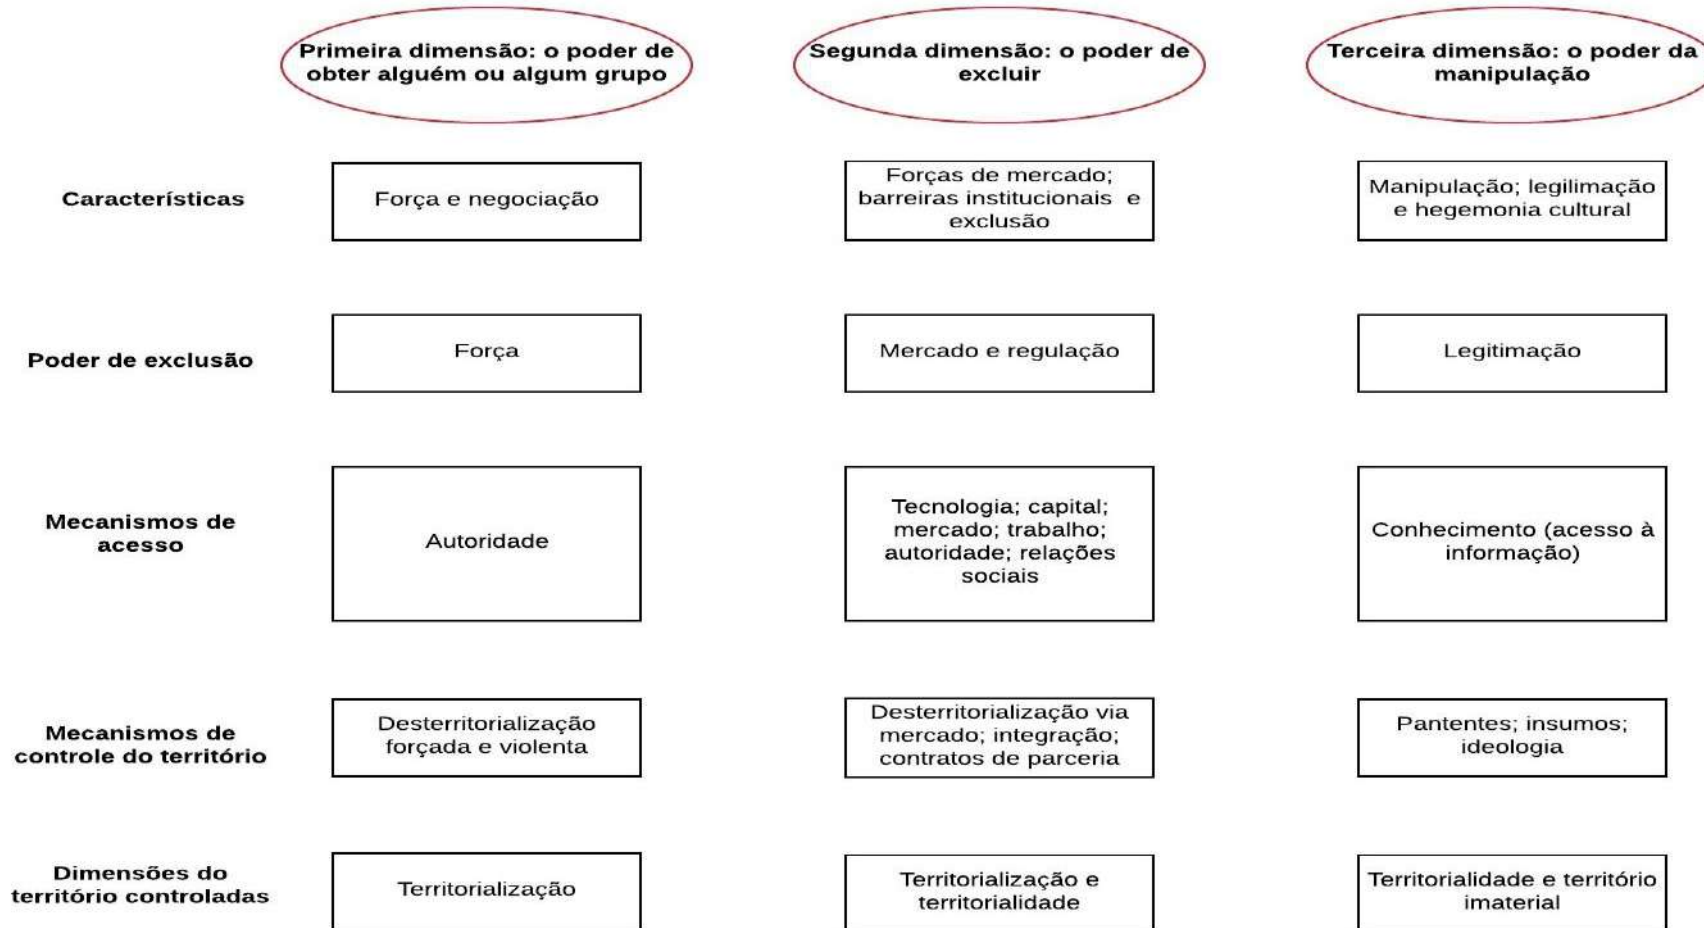 Primeira dimensão: o poder de
obter alguém ou algum grupo
Segunda dimensão: o poder de
excluir
Terceira dimensão: o poder da
manipulação
Característícas
Força e negociação
Forças de mercado;
barreiras institucionais e
exclusão
Manipulação; legilimação
e hegemonia cultural
Poder de exclusão
Força
Mercado e regulação
Legitimação
Mecanismos de
acesso
Autoridade
Tecnologia; capital;
mercado; trabalho;
autoridade; relações
sociais
Conhecimento (acesso à
informação)
Mecanismos de
controle do território
Desterritorialização
forçada e violenta
Desterritorialização via
mercado; integração;
contratos de parceria
Pantentes; insumos;
ideologia
Dimensões do
território controladas
Territorialização
Territorialização e
territorialidade
Territorialidade e território
imaterial